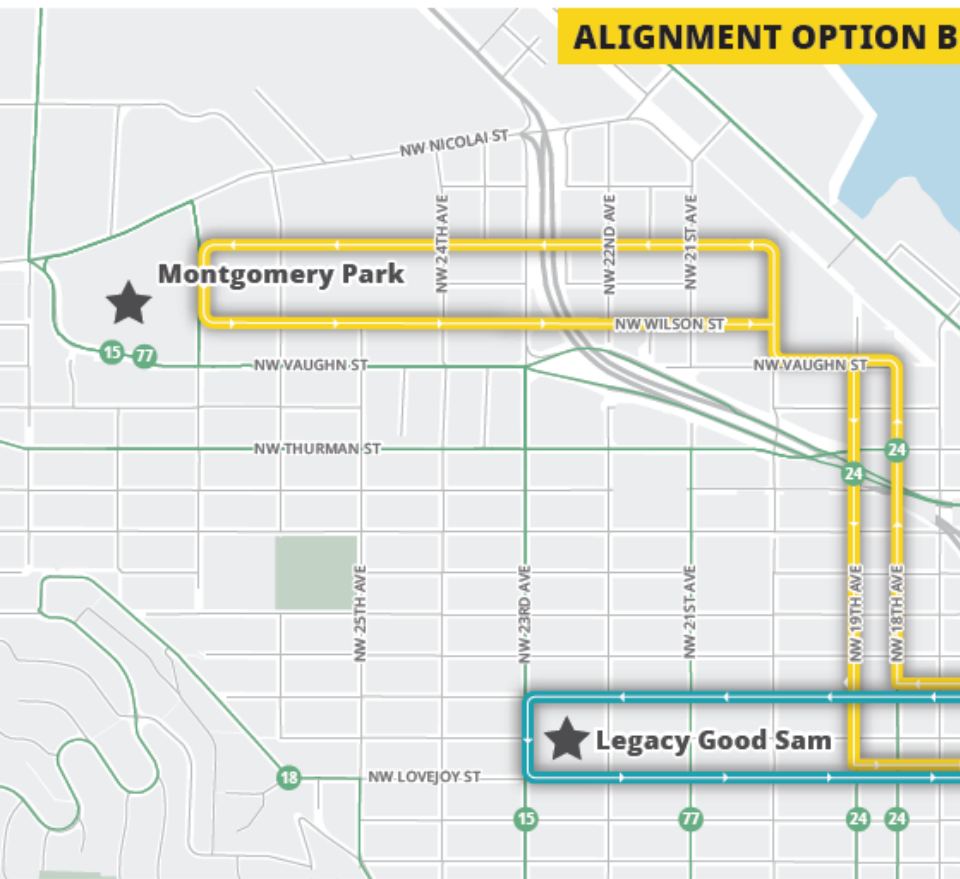 ALIGNMENT OPTION B
NW NICOLAI ST
NW 24TH AVE
NW 22ND AVE
NW 21ST AVE
Montgomery Park
NW WILSON ST
15
77
NW VAUGHN ST
NW VAUGHN ST
NW THURMAN ST
24
24
NW 25TH AVE
NW 23RD AVE
NW 21ST AVE
NW 19TH AVE
NW 18TH AVE
Legacy Good Sam
18
NW LOVEJOY ST
15
77
24
24